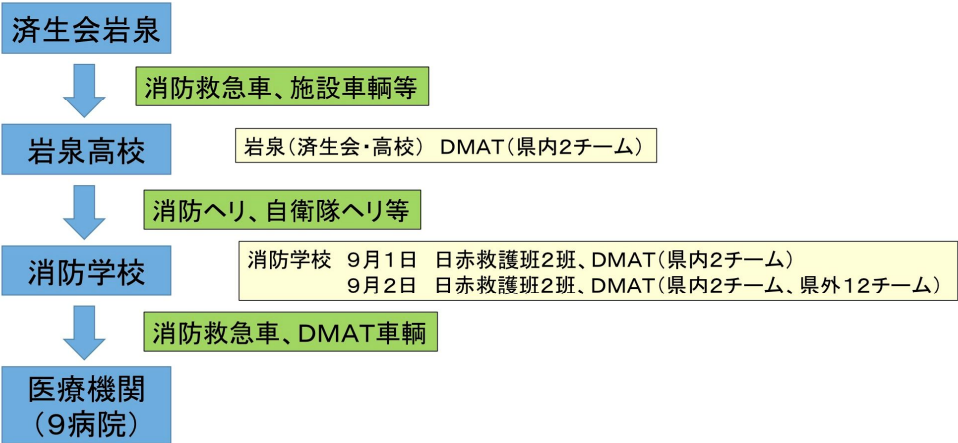 済生会岩泉
消防救急車、施設車輌等
岩泉高校
岩泉（済生会・高校）　DMAT（県内2チーム）
消防ヘリ、自衛隊ヘリ等
消防学校
消防学校　9月1日　日赤救護班2班、DMAT（県内2チーム）
9月2日　日赤救護班2班、DMAT（県内2チーム、県外12チーム）
消防救急車、DMAT車輌
医療機関
（9病院）